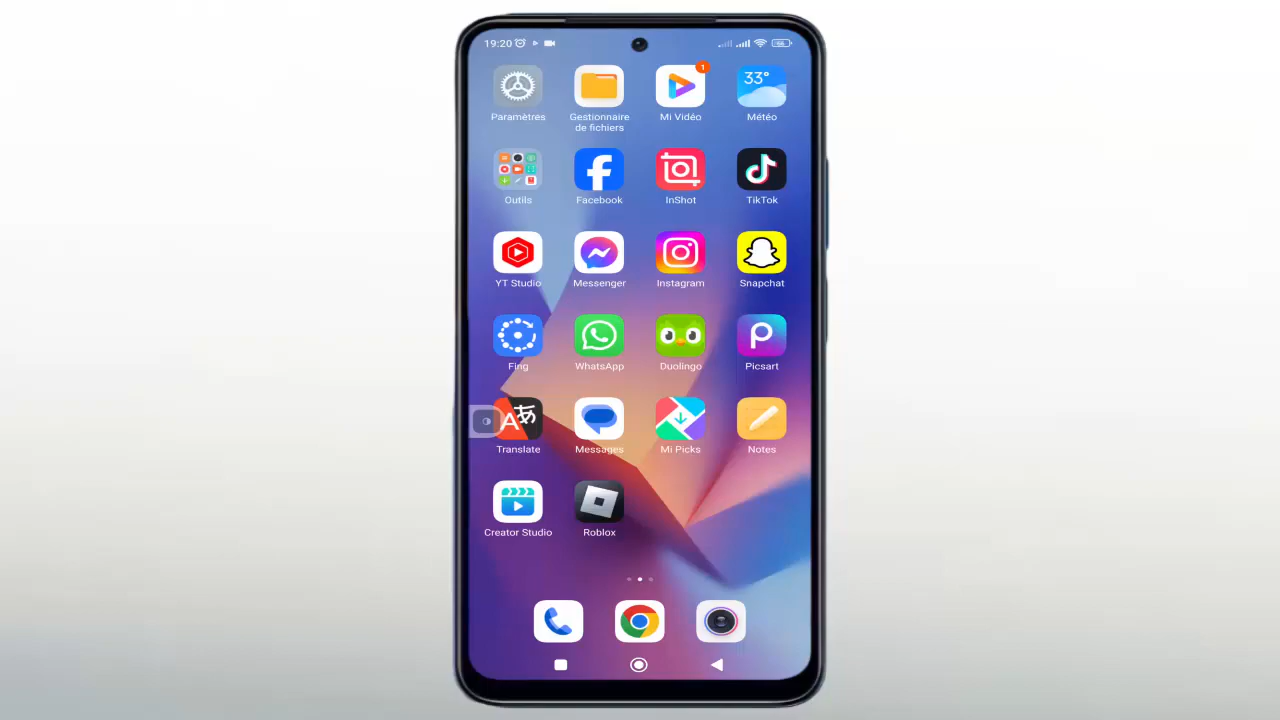 19:20
1
33°
Paramètres
Gestionnaire
de fichiers
Mi Vidéo
Météo
Outils
Facebook
InShot
TikTok
YT Studio
Messenger
Instagram
Snapchat
Fing
WhatsApp
Duolingo
Picsart
A あ
Translate
Messages
Mi Picks
Notes
Creator Studio
Roblox